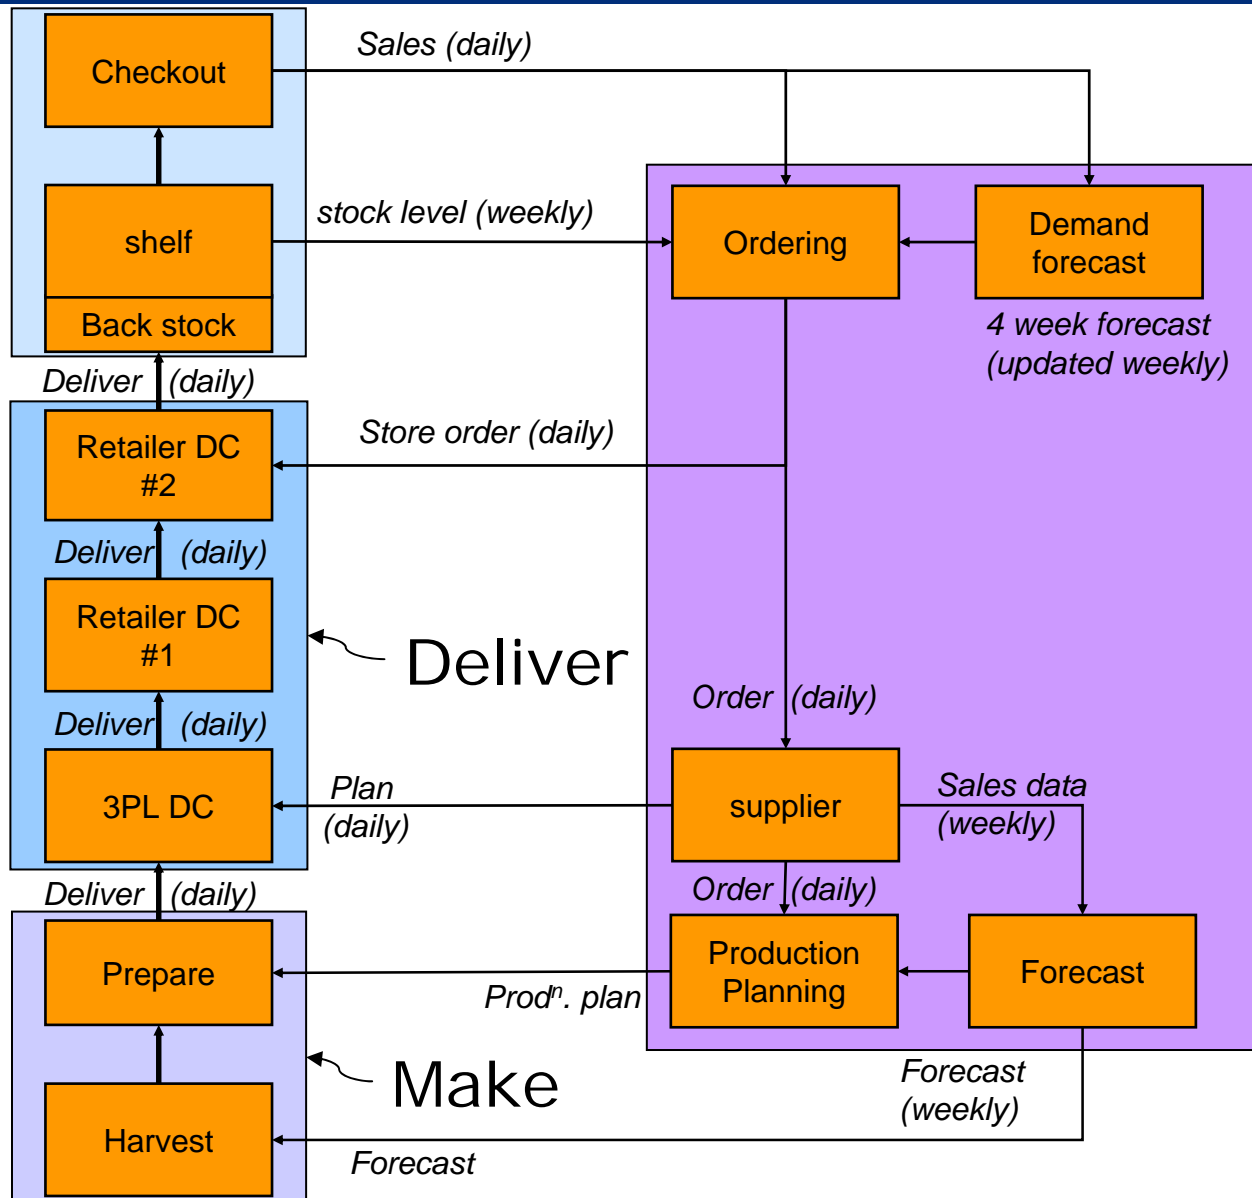 Sales (daily)
Checkout
stock level (weekly)
shelf
Ordering
Demand
forecast
Back stock
4 week forecast
(updated weekly)
Deliver (daily)
Retailer DC
#2
Store order (daily)
Deliver (daily)
Retailer DC
#1
Deliver
Order (daily)
Deliver (daily)
3PL DC
Plan
(daily)
supplier
Sales data
(weekly)
Deliver (daily)
Order (daily)
Prepare
Production
Planning
Forecast
Prodⁿ. plan
Make
Forecast
(weekly)
Harvest
Forecast